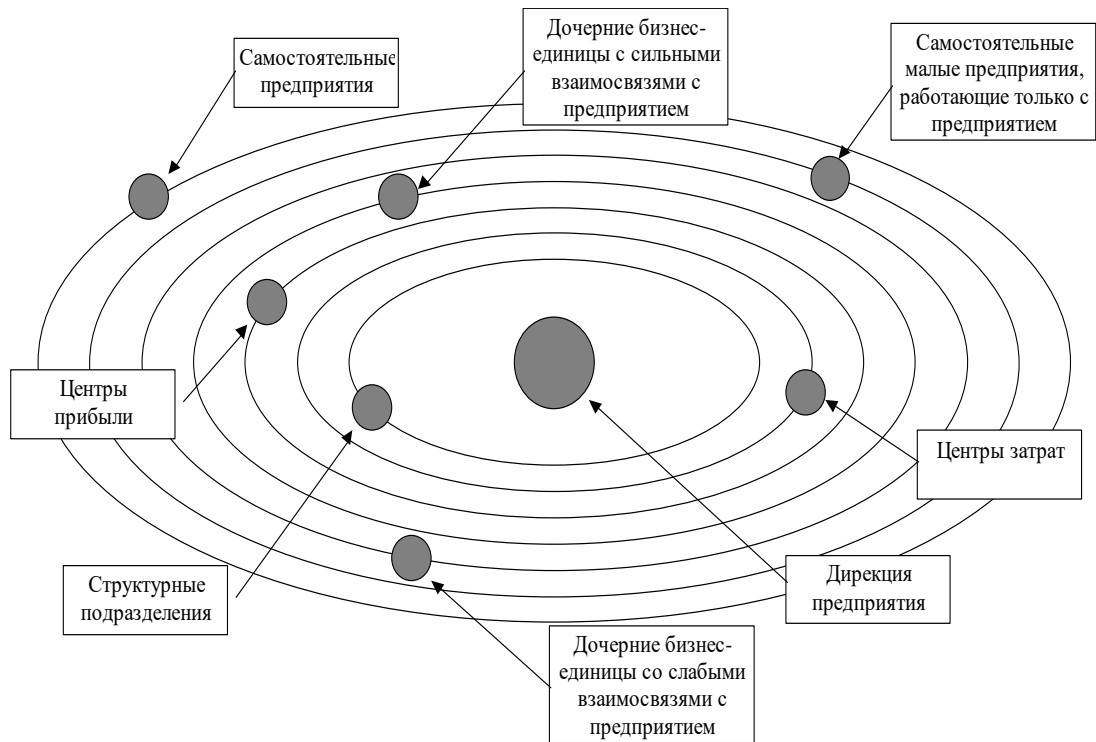 Самостоятельные
предприятия
Дочерние бизнес-
единицы с сильными
взаимосвязями с
предприятием
Самостоятельные
малые предприятия,
работающие только с
предприятием
Центры
прибыли
Центры затрат
Структурные
подразделения
Дирекция
предприятия
Дочерние бизнес-
единицы со слабыми
взаимосвязями с
предприятием